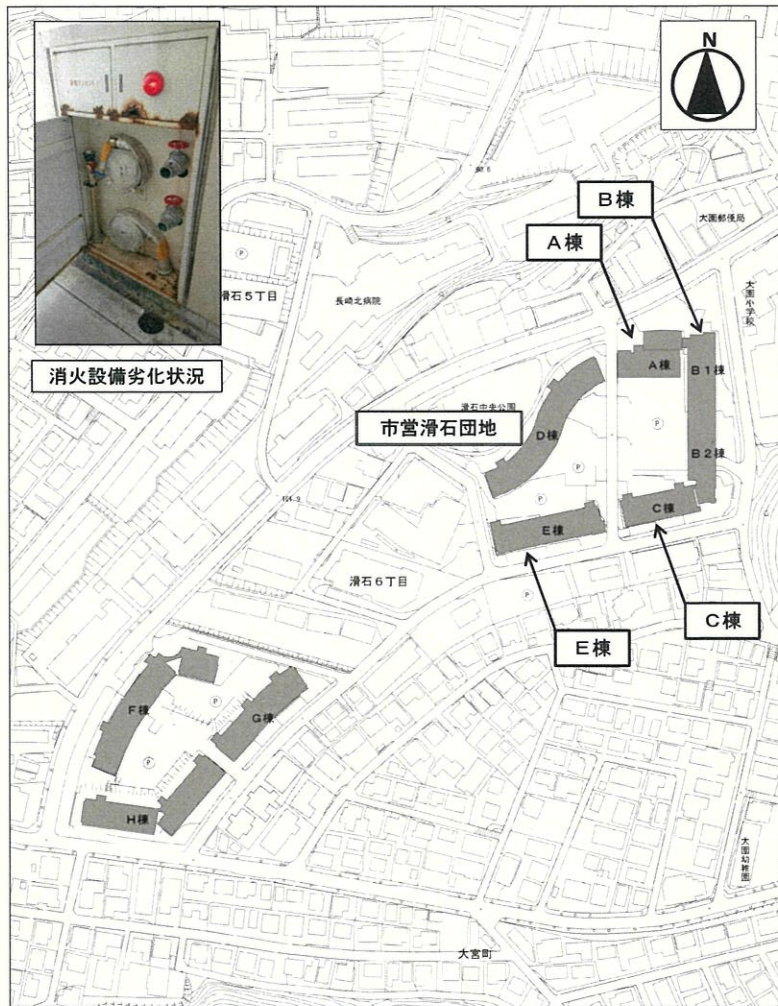 N
消火設備劣化状況
B棟
A棟
大園郵便局
滑石5丁目
長崎北病院
大園小学校
A棟
B1棟
滑石中央公園
市営滑石団地
D棟
B2棟
P
P
P
P
E棟
C棟
滑石6丁目
P
C棟
E棟
F棟
P
G棟
P
H棟
大園幼稚園
大宮町